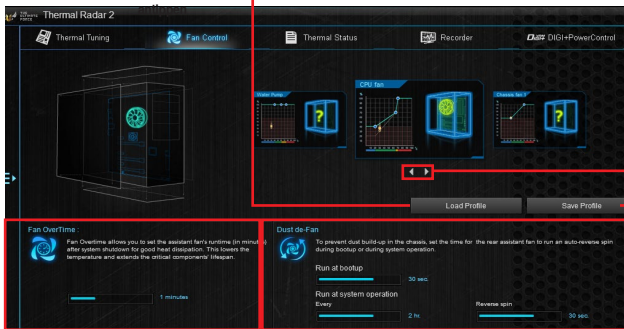 THE ULTIMATE FORCE
Thermal Radar 2
Thermal Tuning
Fan Control
Thermal Status
Recorder
DIGI+PowerControl
Water Pump
CPU fan
Chassis fan 1
?
?
Load Profile
Save Profile
Fan OverTime :
Fan Overtime allows you to set the assistant fan's runtime (in minutes)
after system shutdown for good heat dissipation. This lowers the
temperature and extends the critical components' lifespan.
1 minutes
Dust de-Fan
To prevent dust build-up in the chassis, set the time for the rear assistant fan to run an auto-reverse spin
during bootup or during system operation.
Run at bootup
30 sec.
Run at system operation
Every
Reverse spin
2 hr.
30 sec.